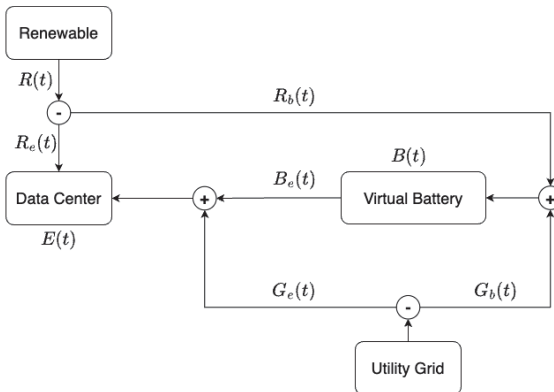 Renewable
R(t)
R_b(t)
-
R_e(t)
B(t)
Data Center
B_e(t)
Virtual Battery
+
+
E(t)
G_e(t)
G_b(t)
-
Utility Grid